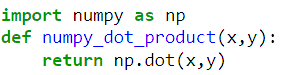 import numpy as np
def numpy_dot_product(x,y):
    return np.dot(x,y)